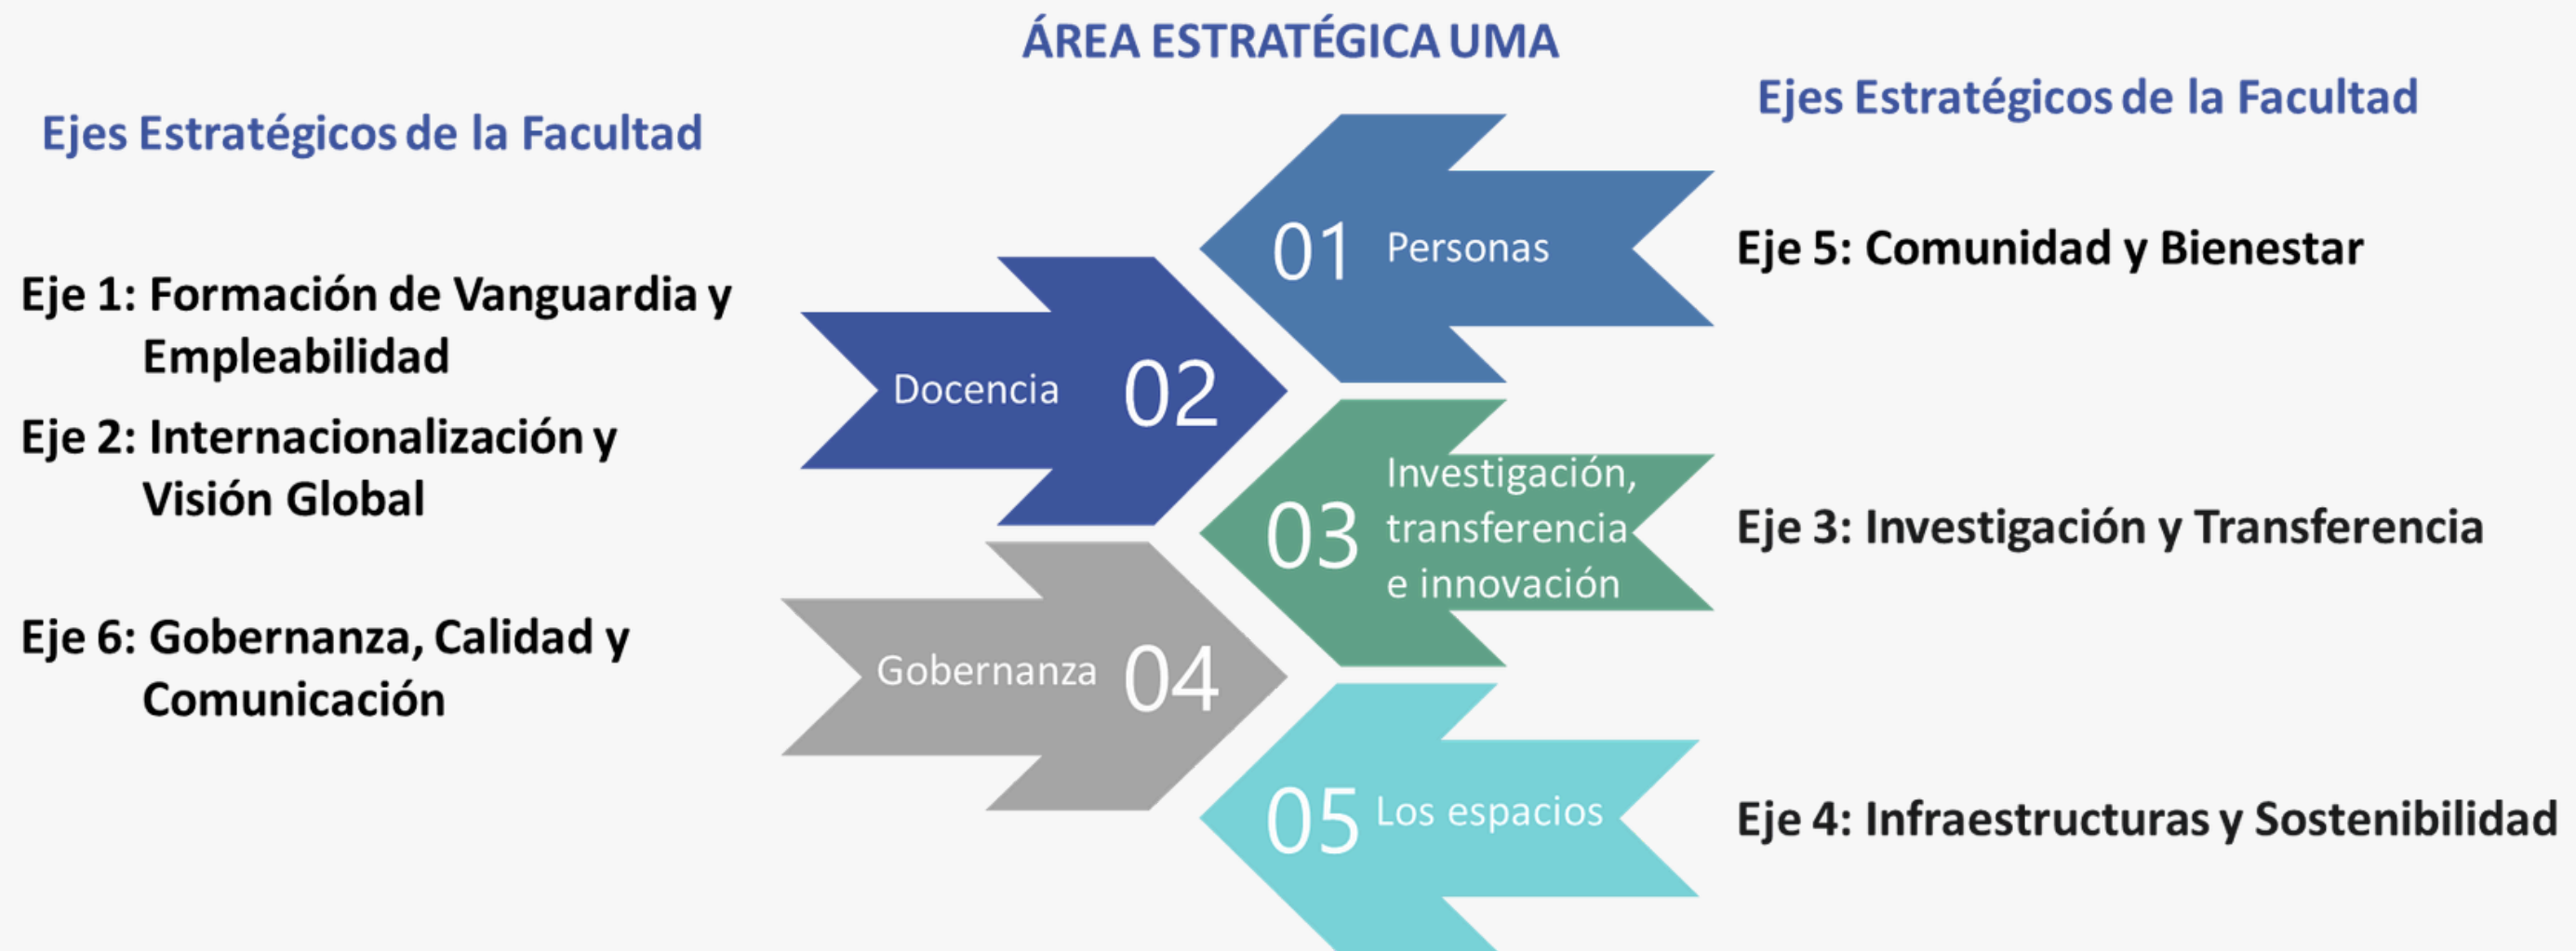 ÁREA ESTRATÉGICA UMA
Ejes Estratégicos de la Facultad
Eje 1: Formación de Vanguardia y
Empleabilidad
Eje 2: Internacionalización y
Visión Global
Eje 6: Gobernanza, Calidad y
Comunicación
01 Personas
Docencia 02
03 Investigación,
transferencia
e innovación
Gobernanza 04
05 Los espacios
Ejes Estratégicos de la Facultad
Eje 5: Comunidad y Bienestar
Eje 3: Investigación y Transferencia
Eje 4: Infraestructuras y Sostenibilidad